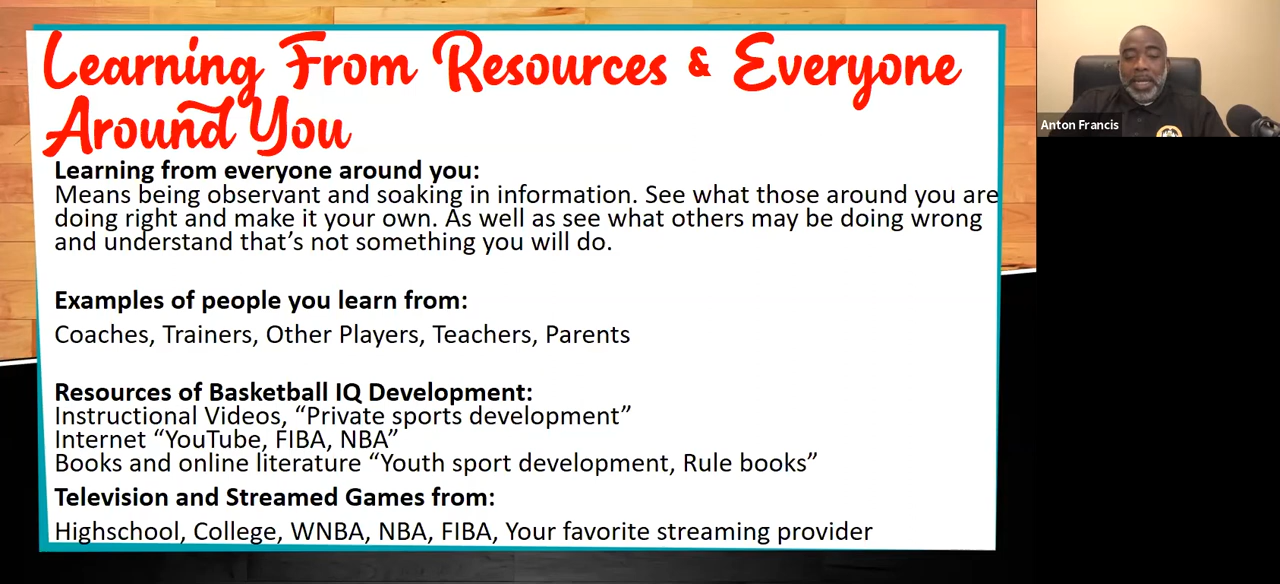 Learning From Resources & Everyone
Around You
Learning from everyone around you:
Means being observant and soaking in information. See what those around you are
doing right and make it your own. As well as see what others may be doing wrong
and understand that’s not something you will do.
Examples of people you learn from:
Coaches, Trainers, Other Players, Teachers, Parents
Resources of Basketball IQ Development:
Instructional Videos, “Private sports development”
Internet “YouTube, FIBA, NBA”
Books and online literature “Youth sport development, Rule books”
Television and Streamed Games from:
Highschool, College, WNBA, NBA, FIBA, Your favorite streaming provider
Anton Francis